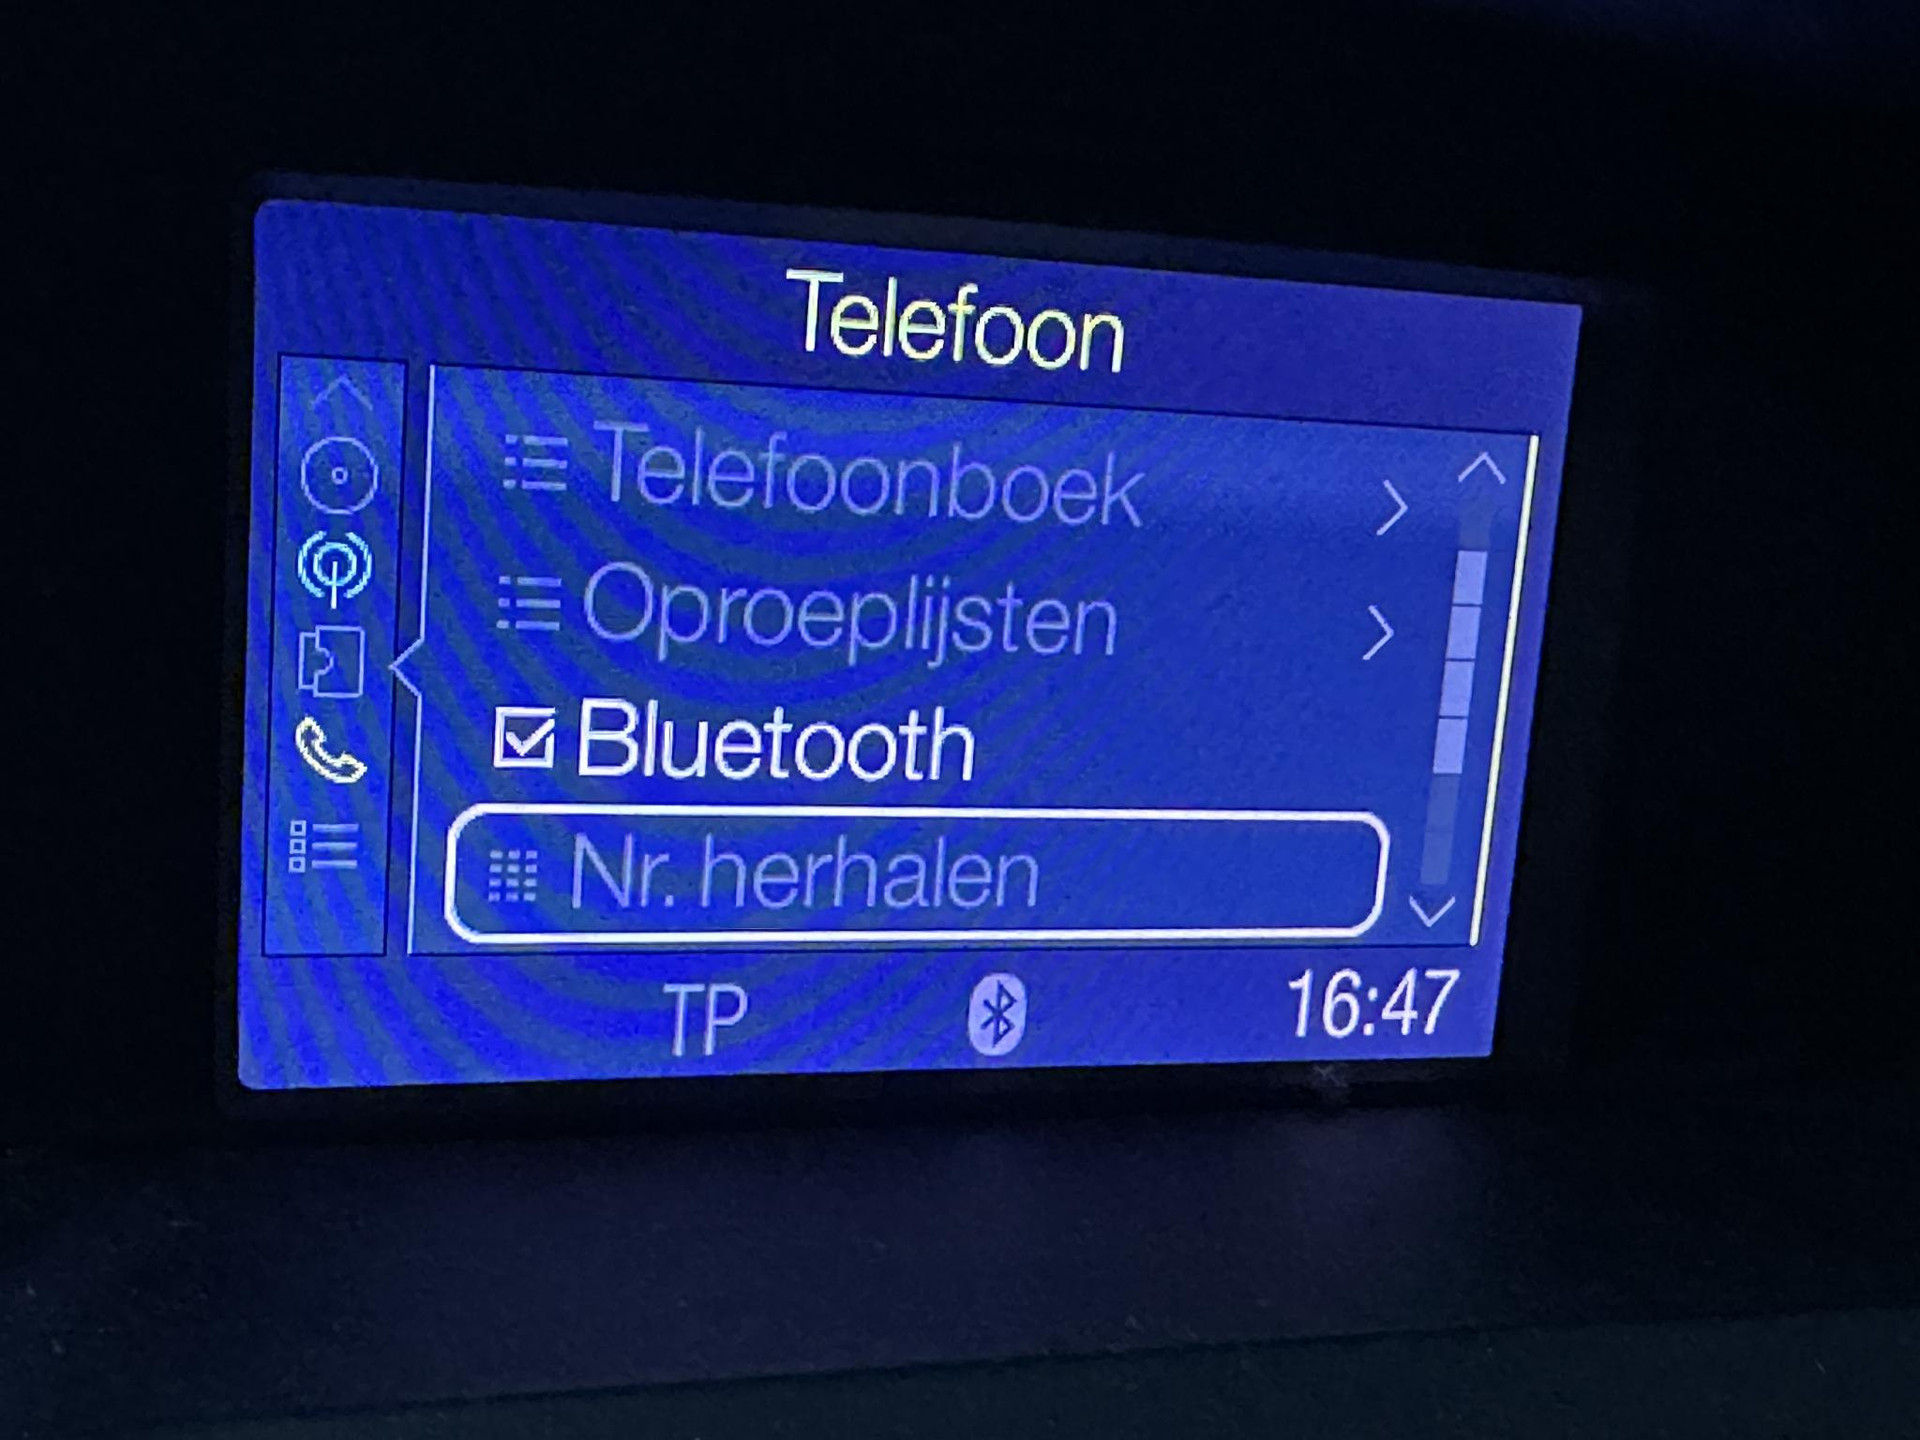 Telefoon
Telefoonboek
Oproeplijsten
Bluetooth
Nr. herhalen
TP 16:47